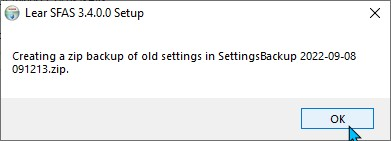 Lear SFAS 3.4.0.0 Setup
Creating a zip backup of old settings in SettingsBackup 2022-09-08
091213.zip.
OK